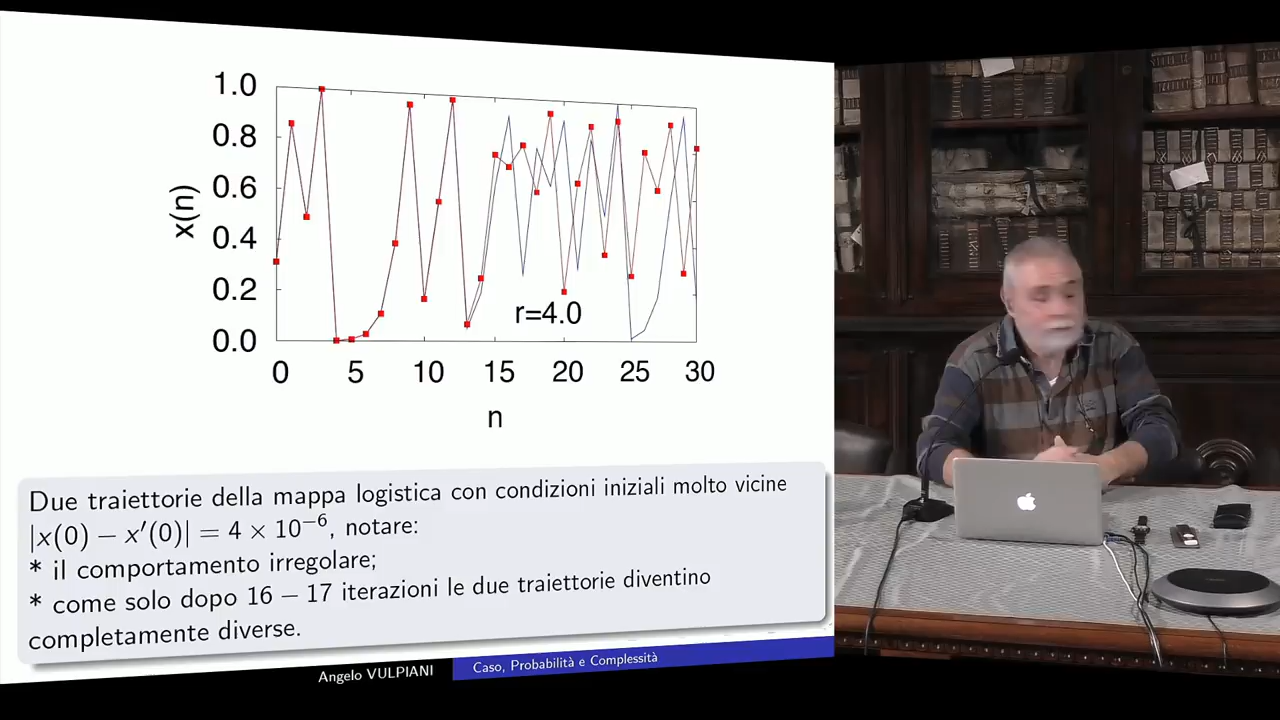 1.0
0.8
0.6
0.4
0.2
0.0
x(n)
r=4.0
0 5 10 15 20 25 30
n
Due traiettorie della mappa logistica con condizioni iniziali molto vicine
|x(0) − x′(0)| = 4 × 10⁻⁶, notare:
* il comportamento irregolare;
* come solo dopo 16 − 17 iterazioni le due traiettorie diventino
completamente diverse.
Angelo VULPIANI Caso, Probabilità e Complessità